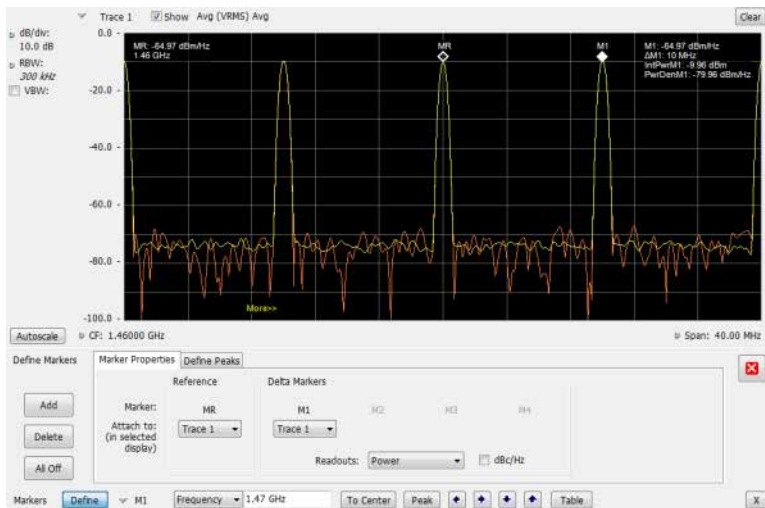 Trace 1 Show Avg (VRMS) Avg Clear
dB/div:
10.0 dB
RBW:
300 kHz
VBW:
0.0
-20.0
-40.0
-60.0
-80.0
-100.0
MR: -64.97 dBm/Hz
1.46 GHz
MR
M1
M1: -64.97 dBm/Hz
ΔM1: 10 MHz
IntPwrM1: -9.96 dBm
PwrDenM1: -79.96 dBm/Hz
More>>
Autoscale CF: 1.46000 GHz Span: 40.00 MHz
Define Markers
Add
Delete
All Off
Marker Properties Define Peaks
Reference Delta Markers
Marker: MR M1 M2 M3 M4
Attach to:
(in selected
display)
Trace 1 Trace 1
Readouts: Power dBc/Hz
Markers Define M1 Frequency 1.47 GHz To Center Peak Table X